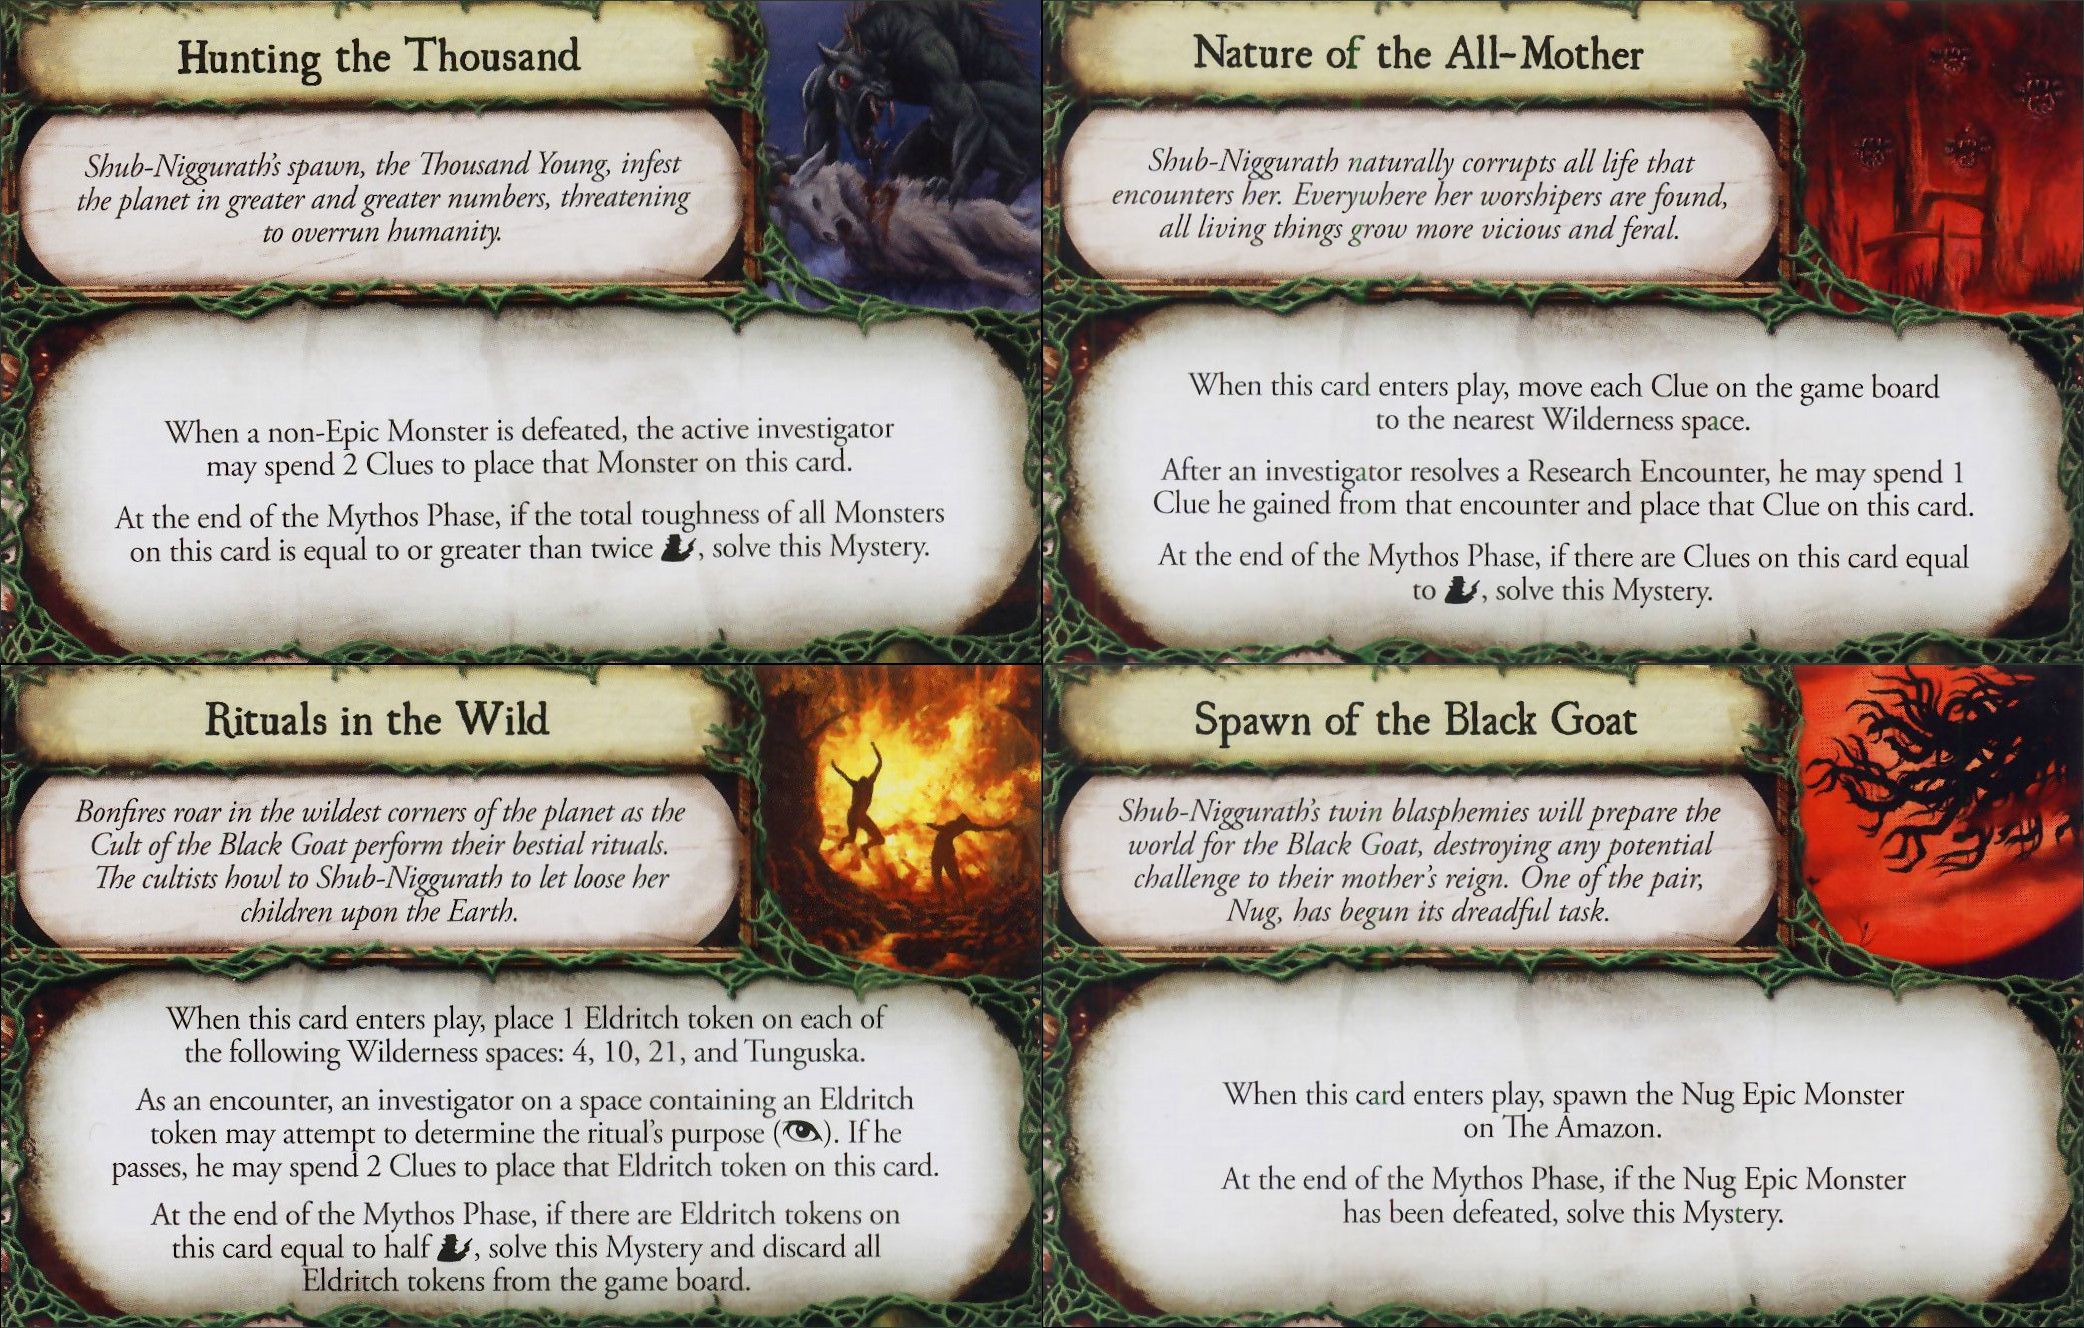 Hunting the Thousand
Shub-Niggurath's spawn, the Thousand Young, infest
the planet in greater and greater numbers, threatening
to overrun humanity.
When a non-Epic Monster is defeated, the active investigator
may spend 2 Clues to place that Monster on this card.
At the end of the Mythos Phase, if the total toughness of all Monsters
on this card is equal to or greater than twice , solve this Mystery.
Nature of the All-Mother
Shub-Niggurath naturally corrupts all life that
encounters her. Everywhere her worshipers are found,
all living things grow more vicious and feral.
When this card enters play, move each Clue on the game board
to the nearest Wilderness space.
After an investigator resolves a Research Encounter, he may spend 1
Clue he gained from that encounter and place that Clue on this card.
At the end of the Mythos Phase, if there are Clues on this card equal
to , solve this Mystery.
Rituals in the Wild
Bonfires roar in the wildest corners of the planet as the
Cult of the Black Goat perform their bestial rituals.
The cultists howl to Shub-Niggurath to let loose her
children upon the Earth.
When this card enters play, place 1 Eldritch token on each of
the following Wilderness spaces: 4, 10, 21, and Tunguska.
As an encounter, an investigator on a space containing an Eldritch
token may attempt to determine the ritual's purpose ( ). If he
passes, he may spend 2 Clues to place that Eldritch token on this card.
At the end of the Mythos Phase, if there are Eldritch tokens on
this card equal to half , solve this Mystery and discard all
Eldritch tokens from the game board.
Spawn of the Black Goat
Shub-Niggurath's twin blasphemies will prepare the
world for the Black Goat, destroying any potential
challenge to their mother's reign. One of the pair,
Nug, has begun its dreadful task.
When this card enters play, spawn the Nug Epic Monster
on The Amazon.
At the end of the Mythos Phase, if the Nug Epic Monster
has been defeated, solve this Mystery.